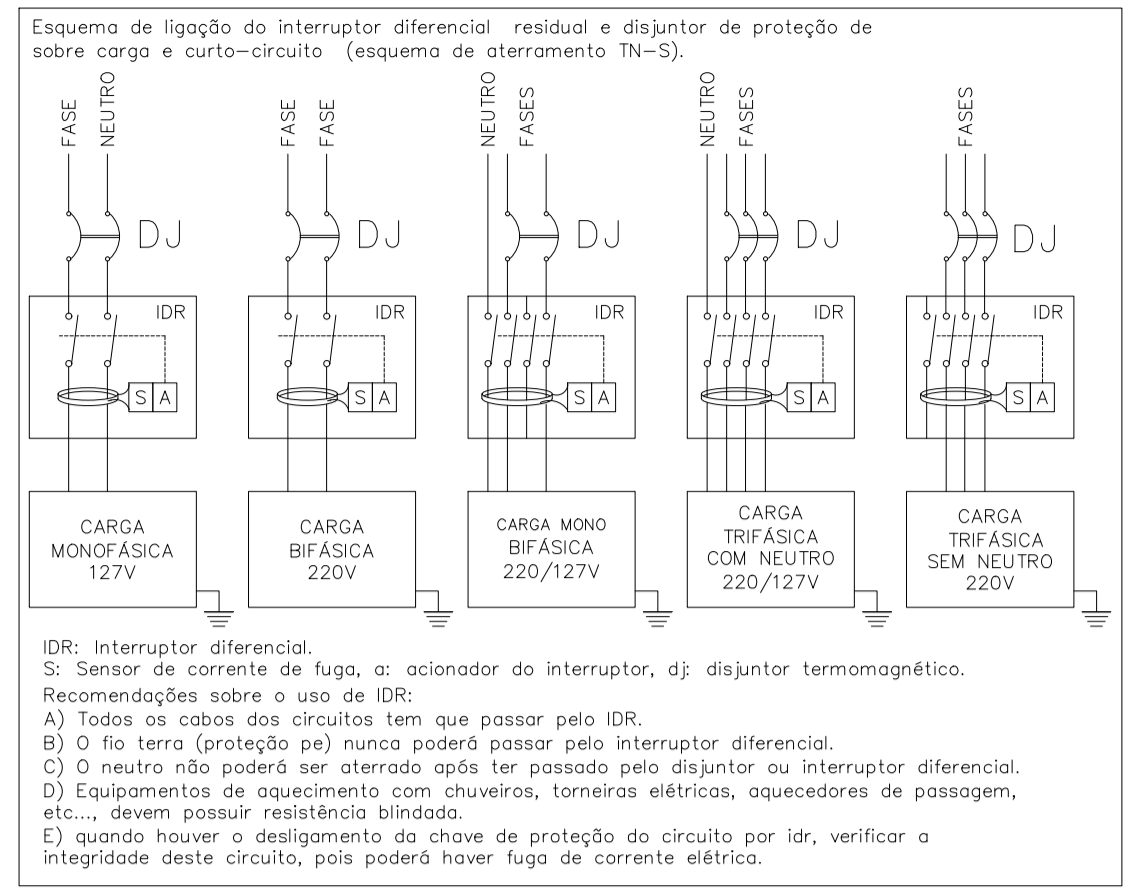 Esquema de ligação do interruptor diferencial residual e disjuntor de proteção de
sobre carga e curto-circuito (esquema de aterramento TN-S).
FASE
NEUTRO
FASE
FASE
NEUTRO
FASES
NEUTRO
FASES
FASES
DJ
DJ
DJ
DJ
DJ
IDR
IDR
IDR
IDR
IDR
S A
S A
S A
S A
S A
CARGA
MONOFÁSICA
127V
CARGA
BIFÁSICA
220V
CARGA MONO
BIFÁSICA
220/127V
CARGA
TRIFÁSICA
COM NEUTRO
220/127V
CARGA
TRIFÁSICA
SEM NEUTRO
220V
IDR: Interruptor diferencial.
S: Sensor de corrente de fuga, a: acionador do interruptor, dj: disjuntor termomagnético.
Recomendações sobre o uso de IDR:
A) Todos os cabos dos circuitos tem que passar pelo IDR.
B) O fio terra (proteção pe) nunca poderá passar pelo interruptor diferencial.
C) O neutro não poderá ser aterrado após ter passado pelo disjuntor ou interruptor diferencial.
D) Equipamentos de aquecimento com chuveiros, torneiras elétricas, aquecedores de passagem,
etc..., devem possuir resistência blindada.
E) quando houver o desligamento da chave de proteção do circuito por idr, verificar a
integridade deste circuito, pois poderá haver fuga de corrente elétrica.